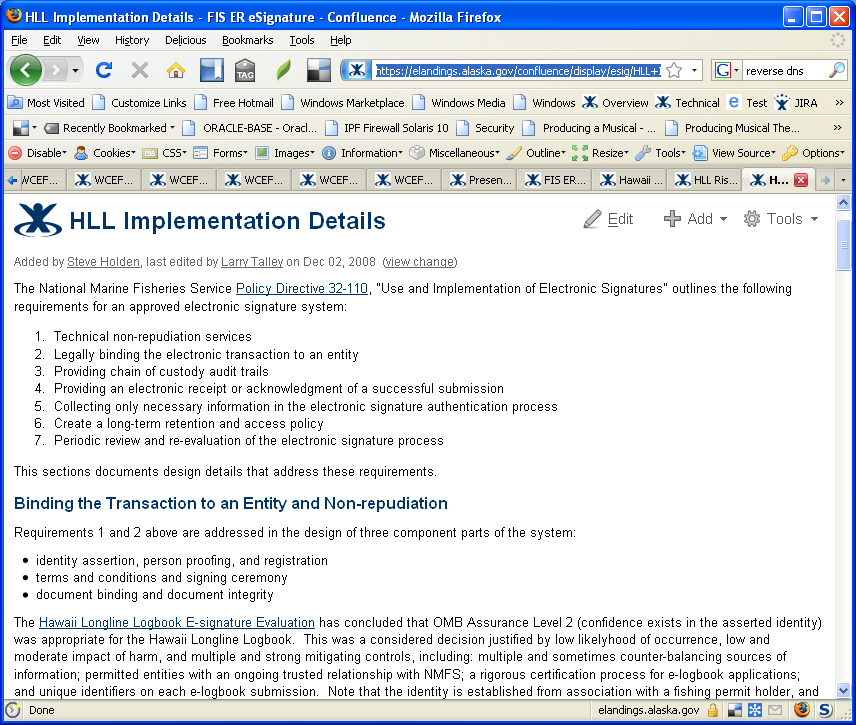 HLL Implementation Details - FIS ER eSignature - Confluence - Mozilla Firefox
File Edit View History Delicious Bookmarks Tools Help
TAG https://elandings.alaska.gov/confluence/display/esig/HLL+ reverse dns
Most Visited Customize Links Free Hotmail Windows Marketplace Windows Media Windows Overview Technical Test JIRA »
Recently Bookmarked ORACLE-BASE - Oracl... IPF Firewall Solaris 10 Security Producing a Musical - ... Producing Musical The... »
Disable Cookies CSS Forms Images Information Miscellaneous Outline Resize Tools View Source Options
WCEF... WCEF... WCEF... WCEF... WCEF... WCEF... Presen... FIS ER... Hawaii ... HLL Ris... H...
HLL Implementation Details Edit Add Tools
Added by Steve Holden, last edited by Larry Talley on Dec 02, 2008 (view change)
The National Marine Fisheries Service Policy Directive 32-110, "Use and Implementation of Electronic Signatures" outlines the following
requirements for an approved electronic signature system:
1. Technical non-repudiation services
2. Legally binding the electronic transaction to an entity
3. Providing chain of custody audit trails
4. Providing an electronic receipt or acknowledgment of a successful submission
5. Collecting only necessary information in the electronic signature authentication process
6. Create a long-term retention and access policy
7. Periodic review and re-evaluation of the electronic signature process
This sections documents design details that address these requirements.
Binding the Transaction to an Entity and Non-repudiation
Requirements 1 and 2 above are addressed in the design of three component parts of the system:
• identity assertion, person proofing, and registration
• terms and conditions and signing ceremony
• document binding and document integrity
The Hawaii Longline Logbook E-signature Evaluation has concluded that OMB Assurance Level 2 (confidence exists in the asserted identity)
was appropriate for the Hawaii Longline Logbook. This was a considered decision justified by low likelyhood of occurrence, low and
moderate impact of harm, and multiple and strong mitigating controls, including: multiple and sometimes counter-balancing sources of
information; permitted entities with an ongoing trusted relationship with NMFS; a rigorous certification process for e-logbook applications;
and unique identifiers on each e-logbook submission. Note that the identity is established from association with a fishing permit holder, and
Done elandings.alaska.gov